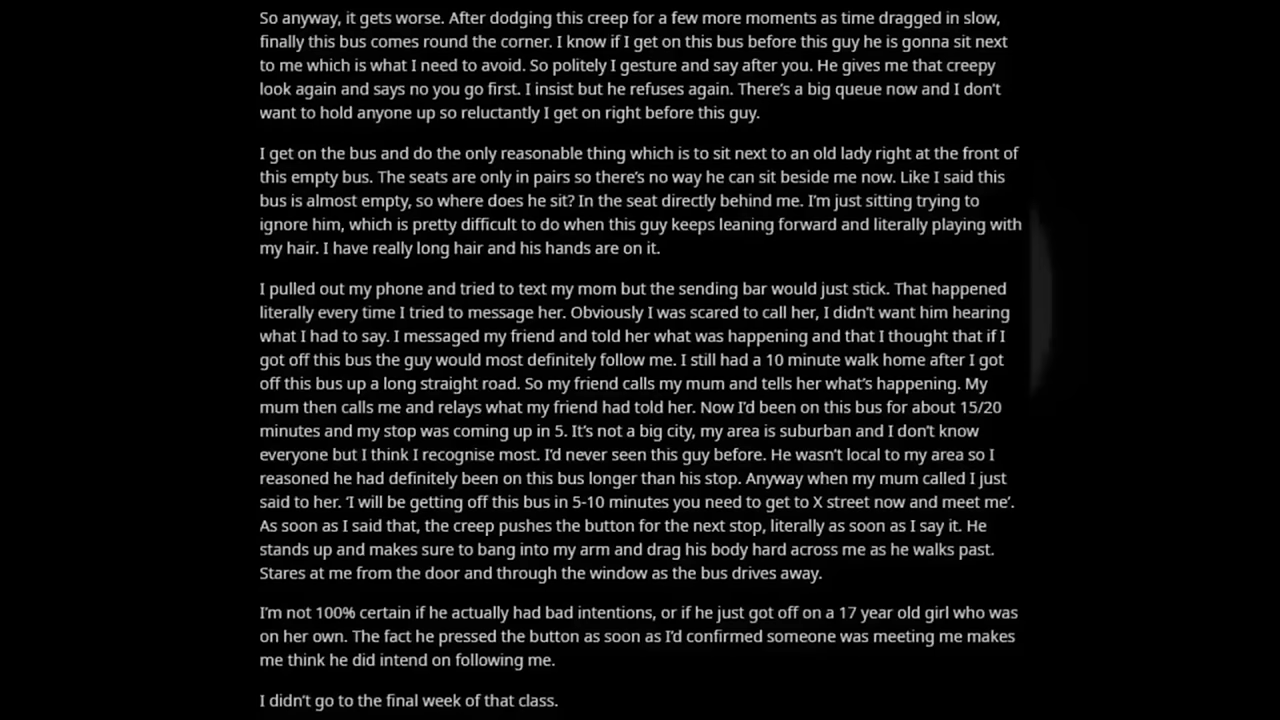 So anyway, it gets worse. After dodging this creep for a few more moments as time dragged in slow,
finally this bus comes round the corner. I know if I get on this bus before this guy he is gonna sit next
to me which is what I need to avoid. So politely I gesture and say after you. He gives me that creepy
look again and says no you go first. I insist but he refuses again. There's a big queue now and I don't
want to hold anyone up so reluctantly I get on right before this guy.
I get on the bus and do the only reasonable thing which is to sit next to an old lady right at the front of
this empty bus. The seats are only in pairs so there's no way he can sit beside me now. Like I said this
bus is almost empty, so where does he sit? In the seat directly behind me. I'm just sitting trying to
ignore him, which is pretty difficult to do when this guy keeps leaning forward and literally playing with
my hair. I have really long hair and his hands are on it.
I pulled out my phone and tried to text my mom but the sending bar would just stick. That happened
literally every time I tried to message her. Obviously I was scared to call her, I didn't want him hearing
what I had to say. I messaged my friend and told her what was happening and that I thought that if I
got off this bus the guy would most definitely follow me. I still had a 10 minute walk home after I got
off this bus up a long straight road. So my friend calls my mum and tells her what's happening. My
mum then calls me and relays what my friend had told her. Now I'd been on this bus for about 15/20
minutes and my stop was coming up in 5. It's not a big city, my area is suburban and I don't know
everyone but I think I recognise most. I'd never seen this guy before. He wasn't local to my area so I
reasoned he had definitely been on this bus longer than his stop. Anyway when my mum called I just
said to her. 'I will be getting off this bus in 5-10 minutes you need to get to X street now and meet me'.
As soon as I said that, the creep pushes the button for the next stop, literally as soon as I say it. He
stands up and makes sure to bang into my arm and drag his body hard across me as he walks past.
Stares at me from the door and through the window as the bus drives away.
I'm not 100% certain if he actually had bad intentions, or if he just got off on a 17 year old girl who was
on her own. The fact he pressed the button as soon as I'd confirmed someone was meeting me makes
me think he did intend on following me.
I didn't go to the final week of that class.